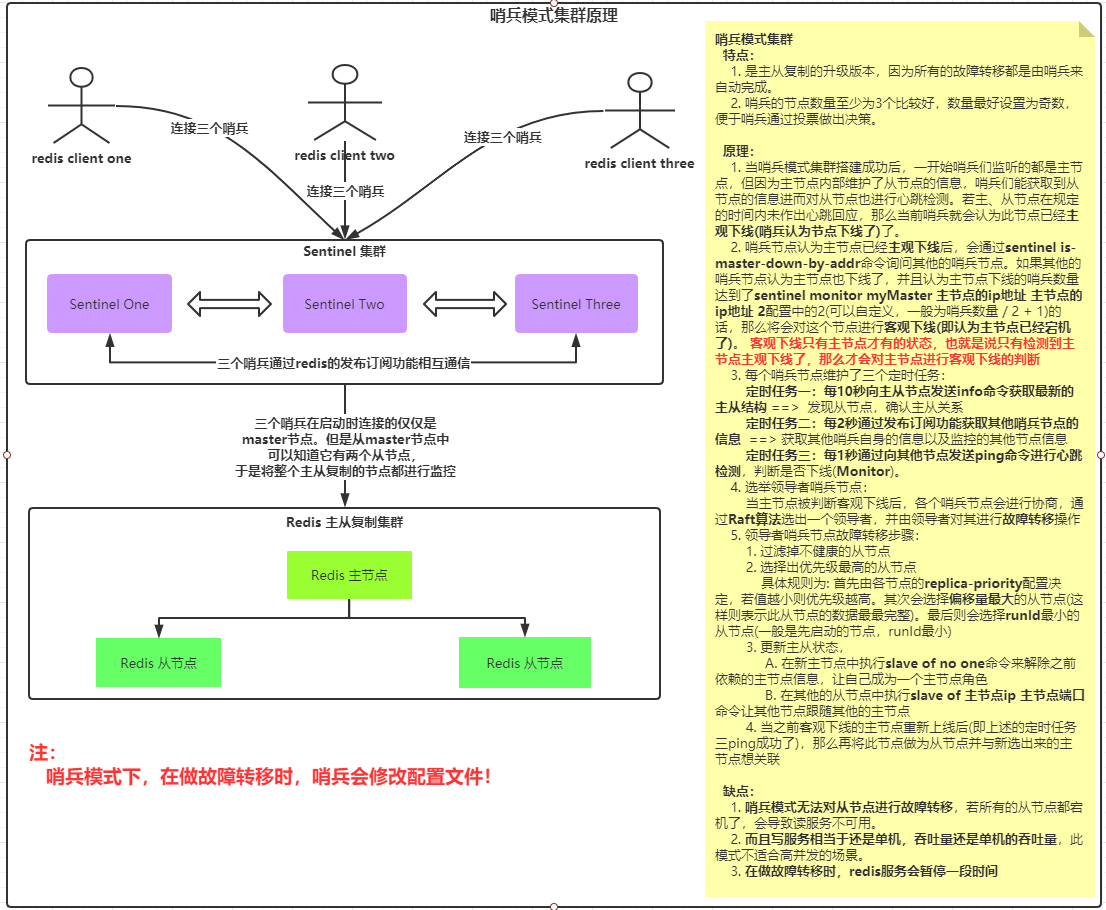 哨兵模式集群原理
redis client one
redis client two
redis client three
连接三个哨兵
连接三个哨兵
连接三个哨兵
Sentinel 集群
Sentinel One
Sentinel Two
Sentinel Three
三个哨兵通过redis的发布订阅功能相互通信
三个哨兵在启动时连接的仅仅是
master节点。但是从master节点中
可以知道它有两个从节点，
于是将整个主从复制的节点都进行监控
Redis 主从复制集群
Redis 主节点
Redis 从节点
Redis 从节点
注：
哨兵模式下，在做故障转移时，哨兵会修改配置文件！
哨兵模式集群
特点：
1. 是主从复制的升级版本，因为所有的故障转移都是由哨兵来
自动完成。
2. 哨兵的节点数量至少为3个比较好，数量最好设置为奇数，
便于哨兵通过投票做出决策。
原理：
1. 当哨兵模式集群搭建成功后，一开始哨兵们监听的都是主节
点，但因为主节点内部维护了从节点的信息，哨兵们能获取到从
节点的信息进而对从节点也进行心跳检测。若主、从节点在规定
的时间内未作出心跳回应，那么当前哨兵就会认为此节点已经主
观下线(哨兵认为节点下线了)了。
2. 哨兵节点认为主节点已经主观下线后，会通过sentinel is-
master-down-by-addr命令询问其他的哨兵节点。如果其他的
哨兵节点认为主节点也下线了，并且认为主节点下线的哨兵数量
达到了sentinel monitor myMaster 主节点的ip地址 主节点的
ip地址 2配置中的2(可以自定义，一般为哨兵数量 / 2 + 1)的
话，那么将会对这个节点进行客观下线(即认为主节点已经宕机
了)。 客观下线只有主节点才有的状态，也就是说只有检测到主
节点主观下线了，那么才会对主节点进行客观下线的判断
3. 每个哨兵节点维护了三个定时任务：
定时任务一：每10秒向主从节点发送info命令获取最新的
主从结构 ==> 发现从节点，确认主从关系
定时任务二：每2秒通过发布订阅功能获取其他哨兵节点的
信息 ==> 获取其他哨兵自身的信息以及监控的其他节点信息
定时任务三：每1秒通过向其他节点发送ping命令进行心跳
检测，判断是否下线(Monitor)。
4. 选举领导者哨兵节点：
当主节点被判断客观下线后，各个哨兵节点会进行协商，通
过Raft算法选出一个领导者，并由领导者对其进行故障转移操作
5. 领导者哨兵节点故障转移步骤：
1. 过滤掉不健康的从节点
2. 选择出优先级最高的从节点
具体规则为: 首先由各节点的replica-priority配置决
定，若值越小则优先级越高。其次会选择偏移量最大的从节点(这
样则表示此从节点的数据最最完整)。最后则会选择runId最小的
从节点(一般是先启动的节点，runId最小)
3. 更新主从状态，
A. 在新主节点中执行slave of no one命令来解除之前
依赖的主节点信息，让自己成为一个主节点角色
B. 在其他的从节点中执行slave of 主节点ip 主节点端口
命令让其他节点跟随其他的主节点
4. 当之前客观下线的主节点重新上线后(即上述的定时任务
三ping成功了)，那么再将此节点做为从节点并与新选出来的主
节点想关联
缺点：
1. 哨兵模式无法对从节点进行故障转移，若所有的从节点都宕
机了，会导致读服务不可用。
2. 而且写服务相当于还是单机，吞吐量还是单机的吞吐量，此
模式不适合高并发的场景。
3. 在做故障转移时，redis服务会暂停一段时间